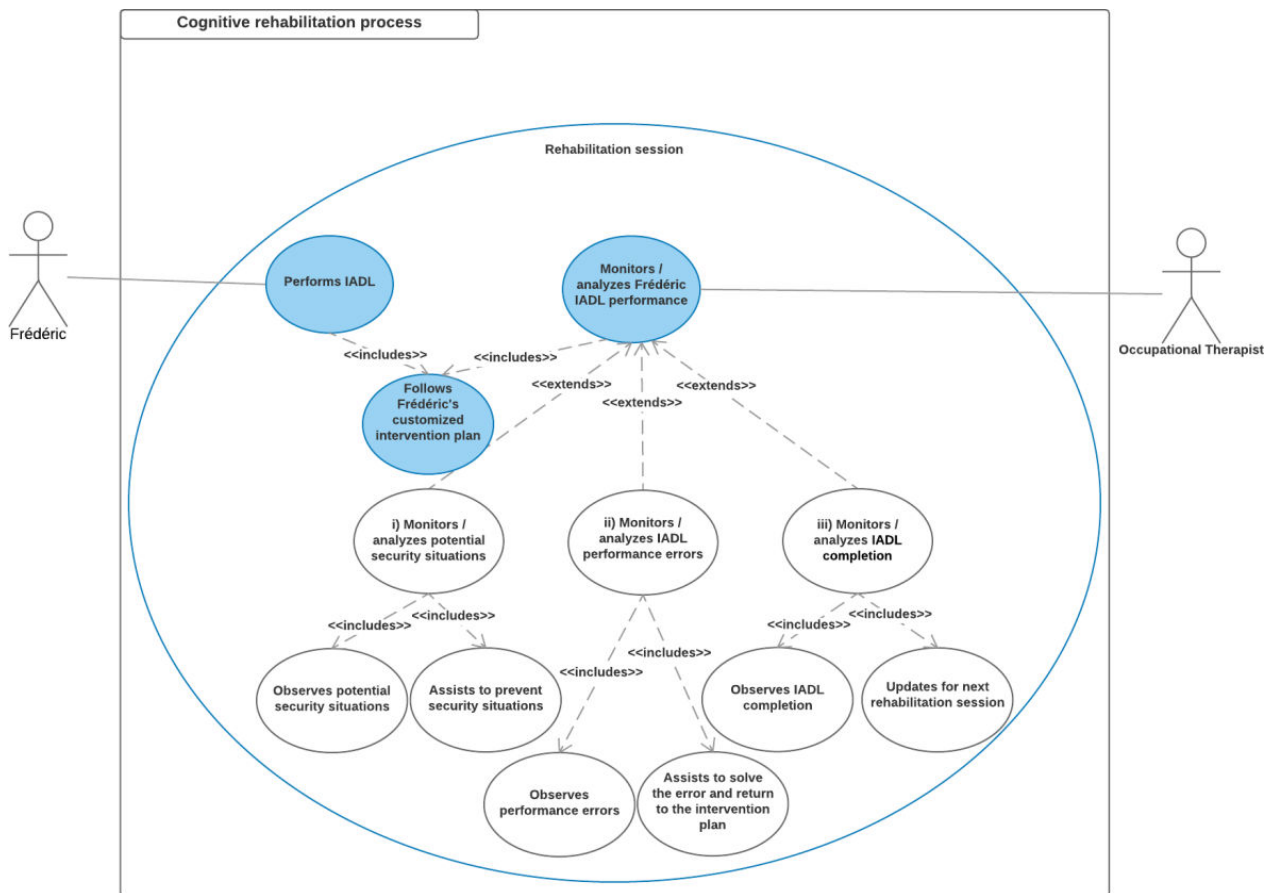 Cognitive rehabilitation process
Rehabilitation session
Frédéric
Occupational Therapist
Performs IADL
Monitors /
analyzes Frédéric
IADL performance
<<includes>>
<<includes>>
Follows
Frédéric's
customized
intervention plan
<<extends>>
<<extends>>
<<extends>>
i) Monitors /
analyzes potential
security situations
ii) Monitors /
analyzes IADL
performance errors
iii) Monitors /
analyzes IADL
completion
<<includes>>
<<includes>>
<<includes>>
<<includes>>
<<includes>>
<<includes>>
Observes potential
security situations
Assists to prevent
security situations
Observes IADL
completion
Updates for next
rehabilitation session
Observes
performance errors
Assists to solve
the error and return
to the intervention
plan